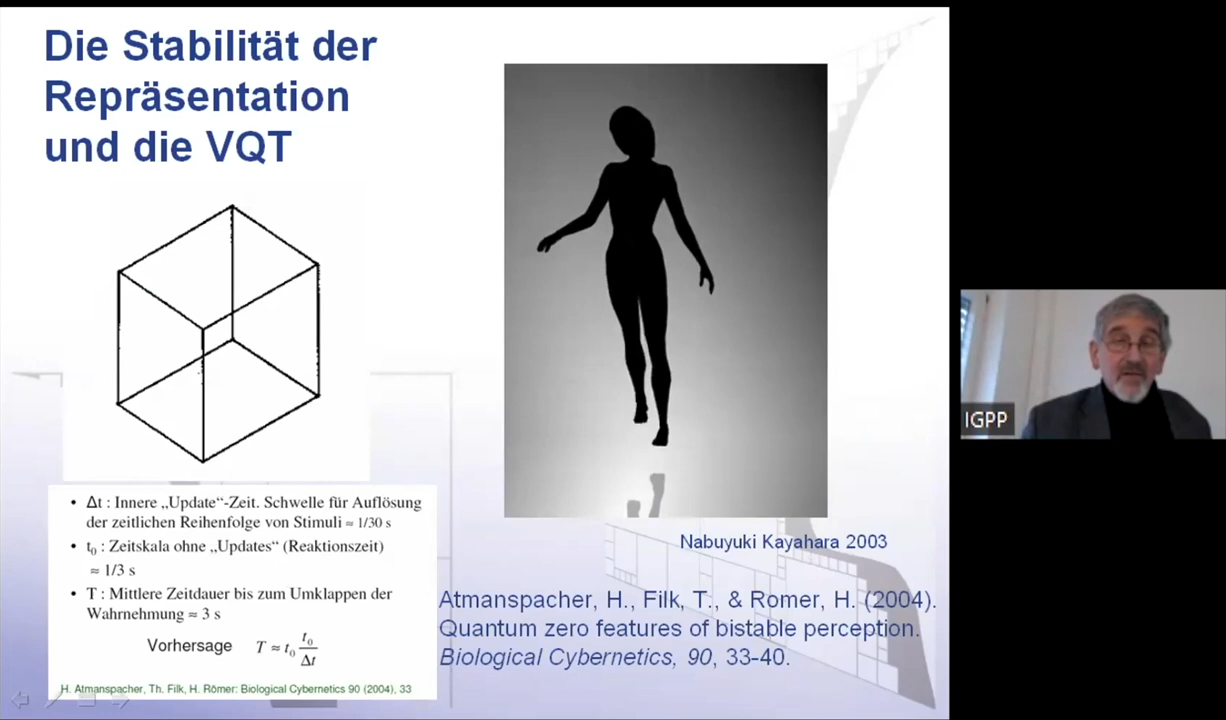 Die Stabilität der
Repräsentation
und die VQT
• Δt : Innere „Update“-Zeit. Schwelle für Auflösung
der zeitlichen Reihenfolge von Stimuli ≈ 1/30 s
• t₀ : Zeitskala ohne „Updates“ (Reaktionszeit)
≈ 1/3 s
• T : Mittlere Zeitdauer bis zum Umklappen der
Wahrnehmung ≈ 3 s
Vorhersage T ≈ t₀ t₀/Δt
H. Atmanspacher, Th. Filk, H. Römer: Biological Cybernetics 90 (2004), 33
Nabuyuki Kayahara 2003
Atmanspacher, H., Filk, T., & Romer, H. (2004).
Quantum zero features of bistable perception.
Biological Cybernetics, 90, 33-40.
IGPP